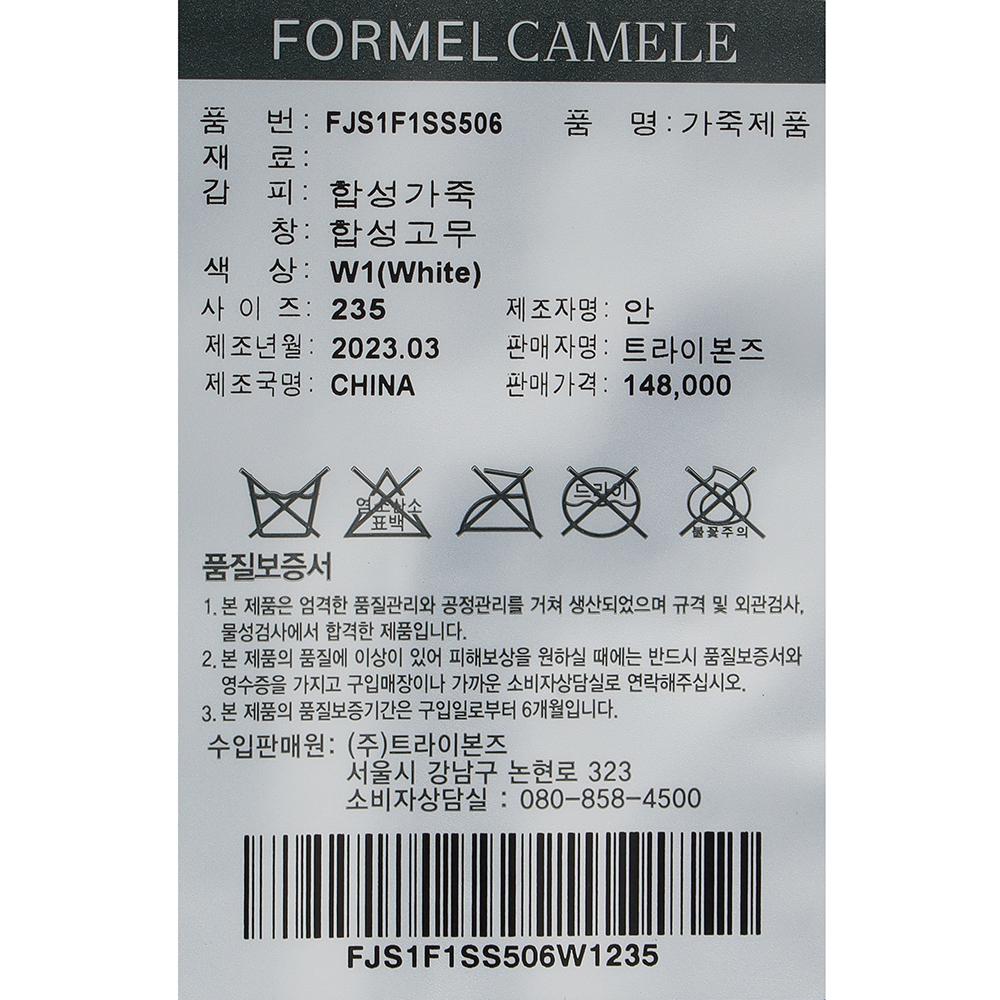 FORMEL CAMELE
품 번: FJS1F1SS506 품 명: 가죽제품
재 료:
갑 피: 합성가죽
창: 합성고무
색 상: W1(White)
사 이 즈: 235 제조자명: 안
제조년월: 2023.03 판매자명: 트라이본즈
제조국명: CHINA 판매가격: 148,000
염소산소 드라이
표백 불꽃주의
품질보증서
1. 본 제품은 엄격한 품질관리와 공정관리를 거쳐 생산되었으며 규격 및 외관검사,
물성검사에서 합격한 제품입니다.
2. 본 제품의 품질에 이상이 있어 피해보상을 원하실 때에는 반드시 품질보증서와
영수증을 가지고 구입매장이나 가까운 소비자상담실로 연락해주십시오.
3. 본 제품의 품질보증기간은 구입일로부터 6개월입니다.
수입판매원: (주)트라이본즈
서울시 강남구 논현로 323
소비자상담실 : 080-858-4500
FJS1F1SS506W1235